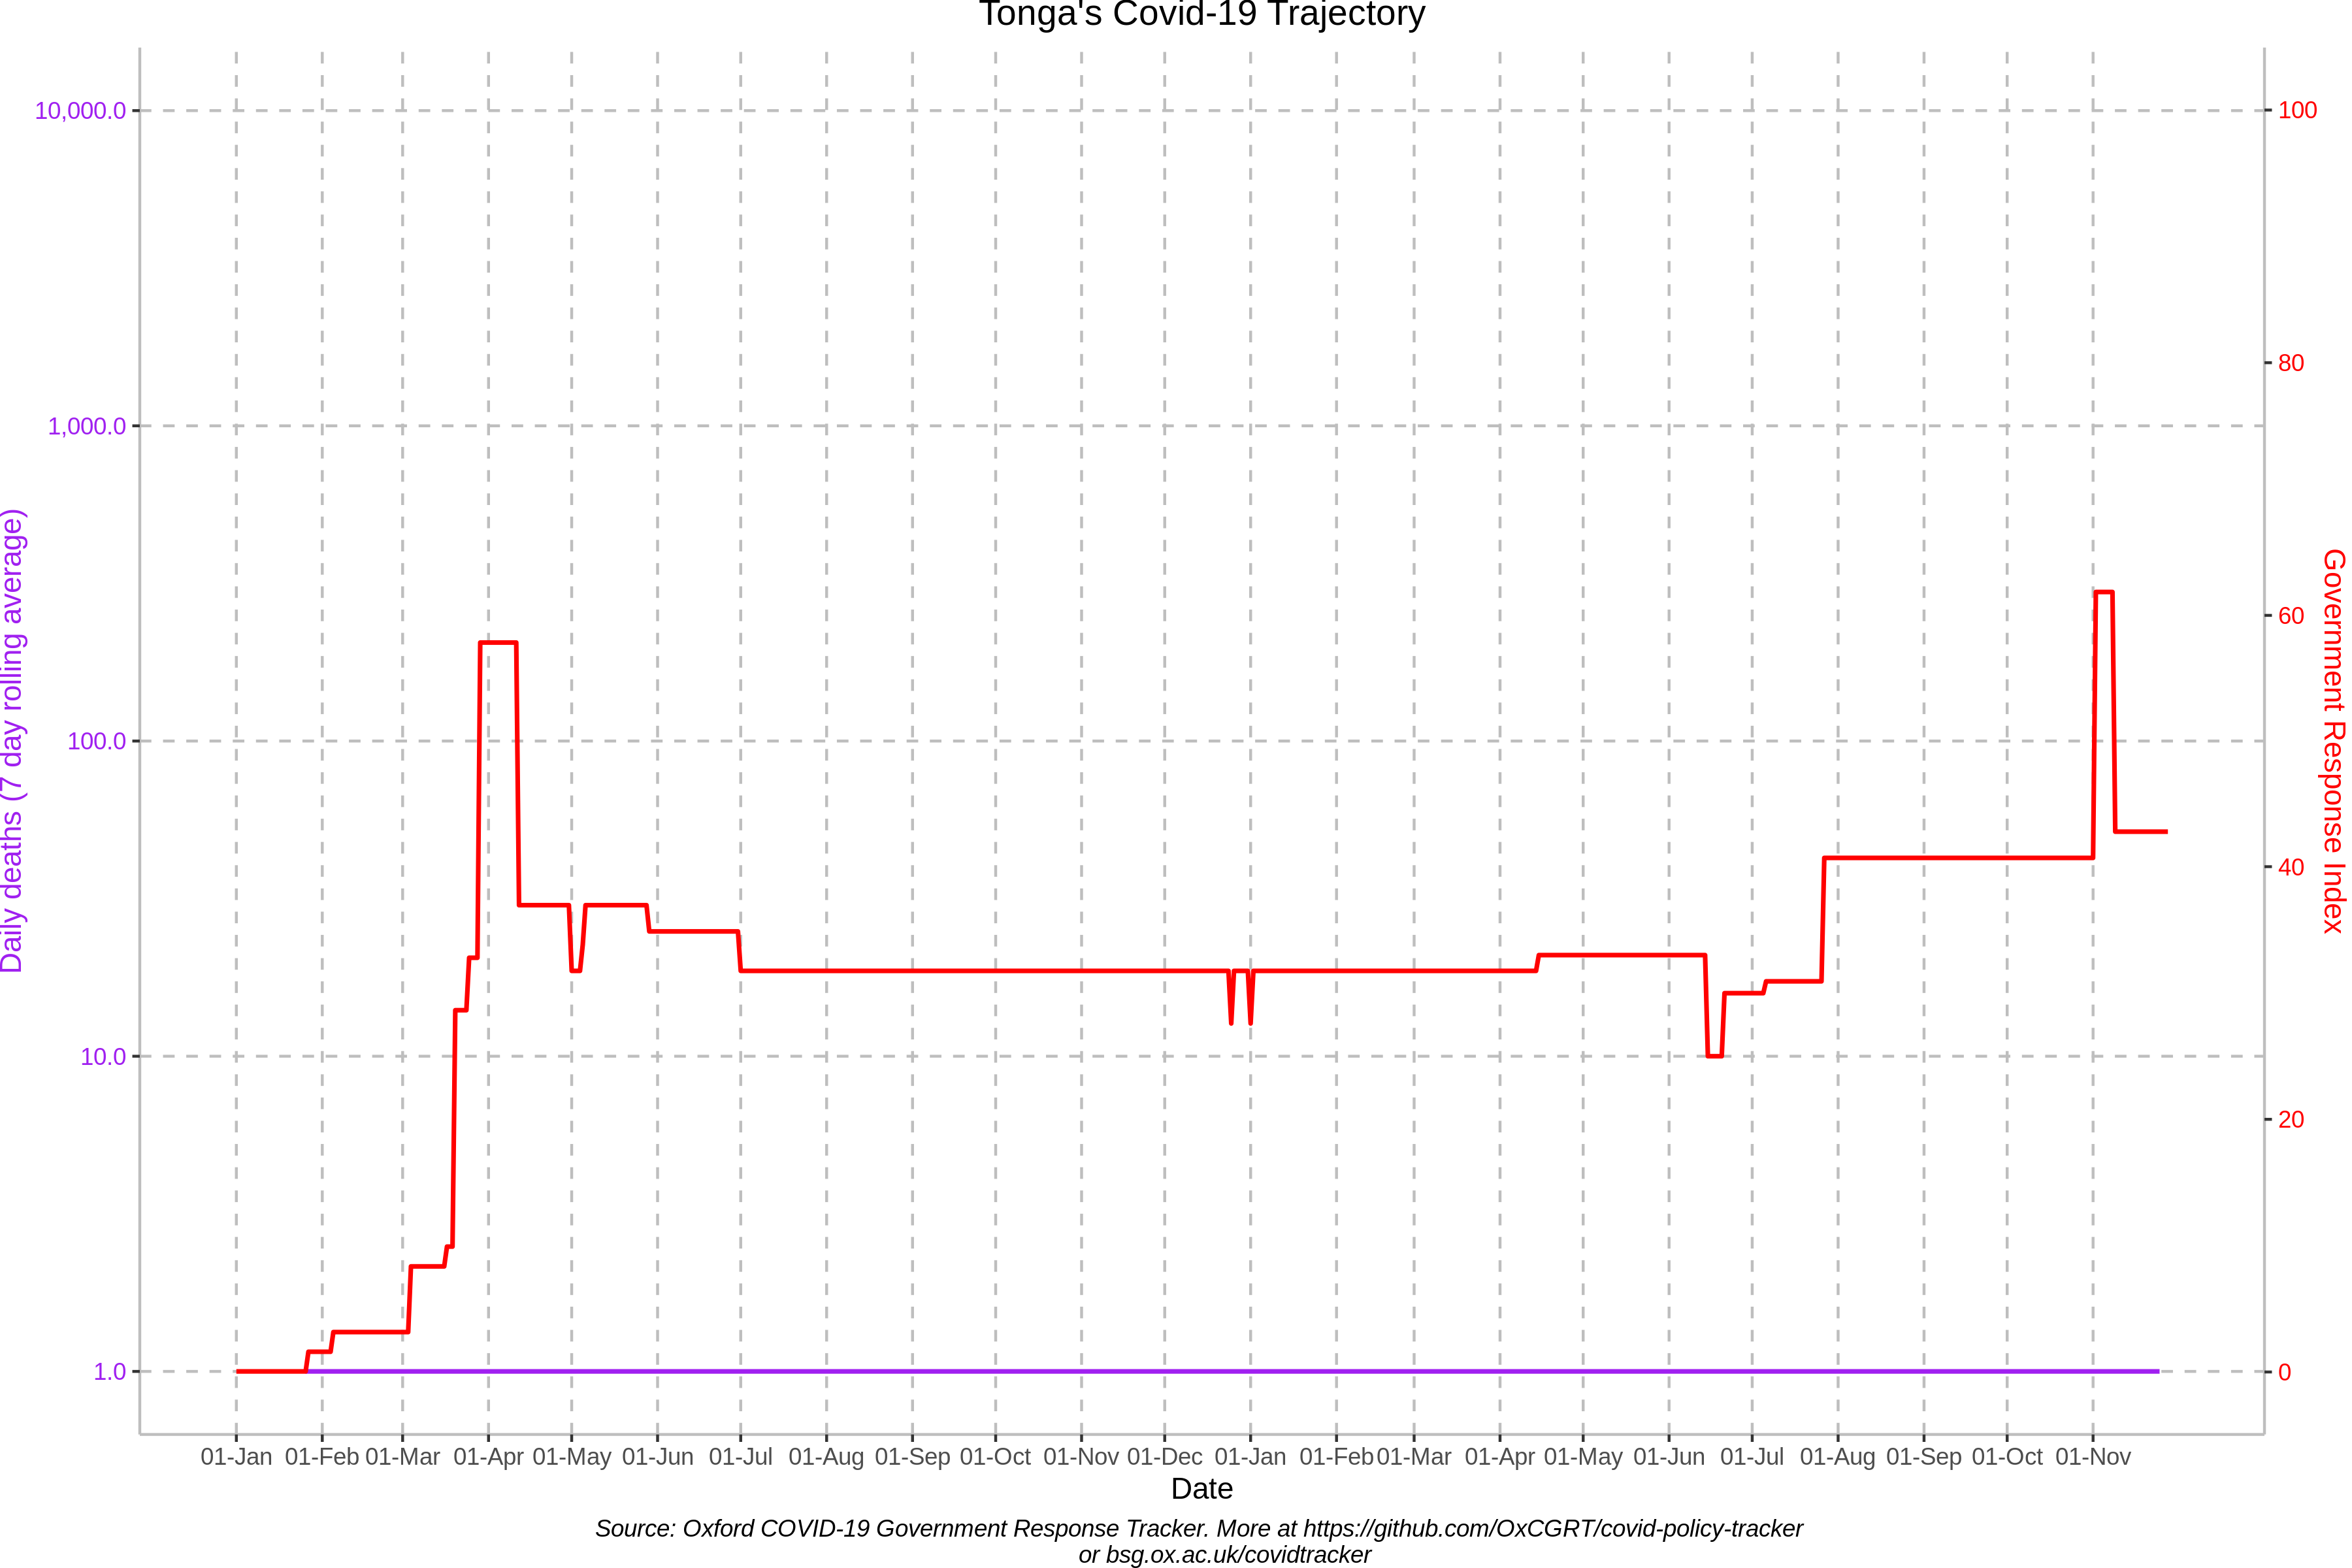 Tonga's Covid-19 Trajectory
10,000.0
1,000.0
100.0
10.0
1.0
Daily deaths (7 day rolling average)
100
80
60
40
20
0
Government Response Index
01-Jan 01-Feb 01-Mar 01-Apr 01-May 01-Jun 01-Jul 01-Aug 01-Sep 01-Oct 01-Nov 01-Dec 01-Jan 01-Feb 01-Mar 01-Apr 01-May 01-Jun 01-Jul 01-Aug 01-Sep 01-Oct 01-Nov
Date
Source: Oxford COVID-19 Government Response Tracker. More at https://github.com/OxCGRT/covid-policy-tracker
or bsg.ox.ac.uk/covidtracker